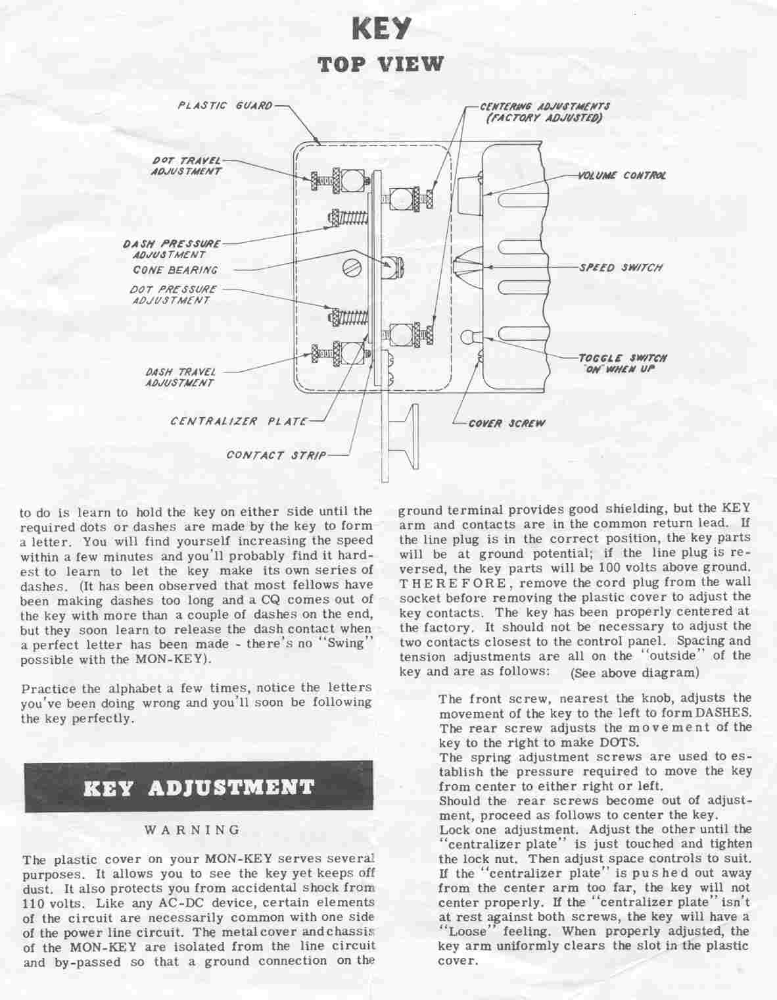 KEY
TOP VIEW
PLASTIC GUARD
CENTERING ADJUSTMENTS
(FACTORY ADJUSTED)
DOT TRAVEL
ADJUSTMENT
VOLUME CONTROL
DASH PRESSURE
ADJUSTMENT
CONE BEARING
SPEED SWITCH
DOT PRESSURE
ADJUSTMENT
TOGGLE SWITCH
"ON" WHEN UP
DASH TRAVEL
ADJUSTMENT
CENTRALIZER PLATE
COVER SCREW
CONTACT STRIP
to do is learn to hold the key on either side until the
required dots or dashes are made by the key to form
a letter. You will find yourself increasing the speed
within a few minutes and you'll probably find it hard-
est to learn to let the key make its own series of
dashes. (It has been observed that most fellows have
been making dashes too long and a CQ comes out of
the key with more than a couple of dashes on the end,
but they soon learn to release the dash contact when
a perfect letter has been made - there's no "Swing"
possible with the MON-KEY).
Practice the alphabet a few times, notice the letters
you've been doing wrong and you'll soon be following
the key perfectly.
KEY ADJUSTMENT
WARNING
The plastic cover on your MON-KEY serves several
purposes. It allows you to see the key yet keeps off
dust. It also protects you from accidental shock from
110 volts. Like any AC-DC device, certain elements
of the circuit are necessarily common with one side
of the power line circuit. The metal cover and chassis
of the MON-KEY are isolated from the line circuit
and by-passed so that a ground connection on the
ground terminal provides good shielding, but the KEY
arm and contacts are in the common return lead. If
the line plug is in the correct position, the key parts
will be at ground potential; if the line plug is re-
versed, the key parts will be 100 volts above ground.
THEREFORE, remove the cord plug from the wall
socket before removing the plastic cover to adjust the
key contacts. The key has been properly centered at
the factory. It should not be necessary to adjust the
two contacts closest to the control panel. Spacing and
tension adjustments are all on the "outside" of the
key and are as follows: (See above diagram)
The front screw, nearest the knob, adjusts the
movement of the key to the left to form DASHES.
The rear screw adjusts the movement of the
key to the right to make DOTS.
The spring adjustment screws are used to es-
tablish the pressure required to move the key
from center to either right or left.
Should the rear screws become out of adjust-
ment, proceed as follows to center the key.
Lock one adjustment. Adjust the other until the
"centralizer plate" is just touched and tighten
the lock nut. Then adjust space controls to suit.
If the "centralizer plate" is pushed out away
from the center arm too far, the key will not
center properly. If the "centralizer plate" isn't
at rest against both screws, the key will have a
"Loose" feeling. When properly adjusted, the
key arm uniformly clears the slot in the plastic
cover.